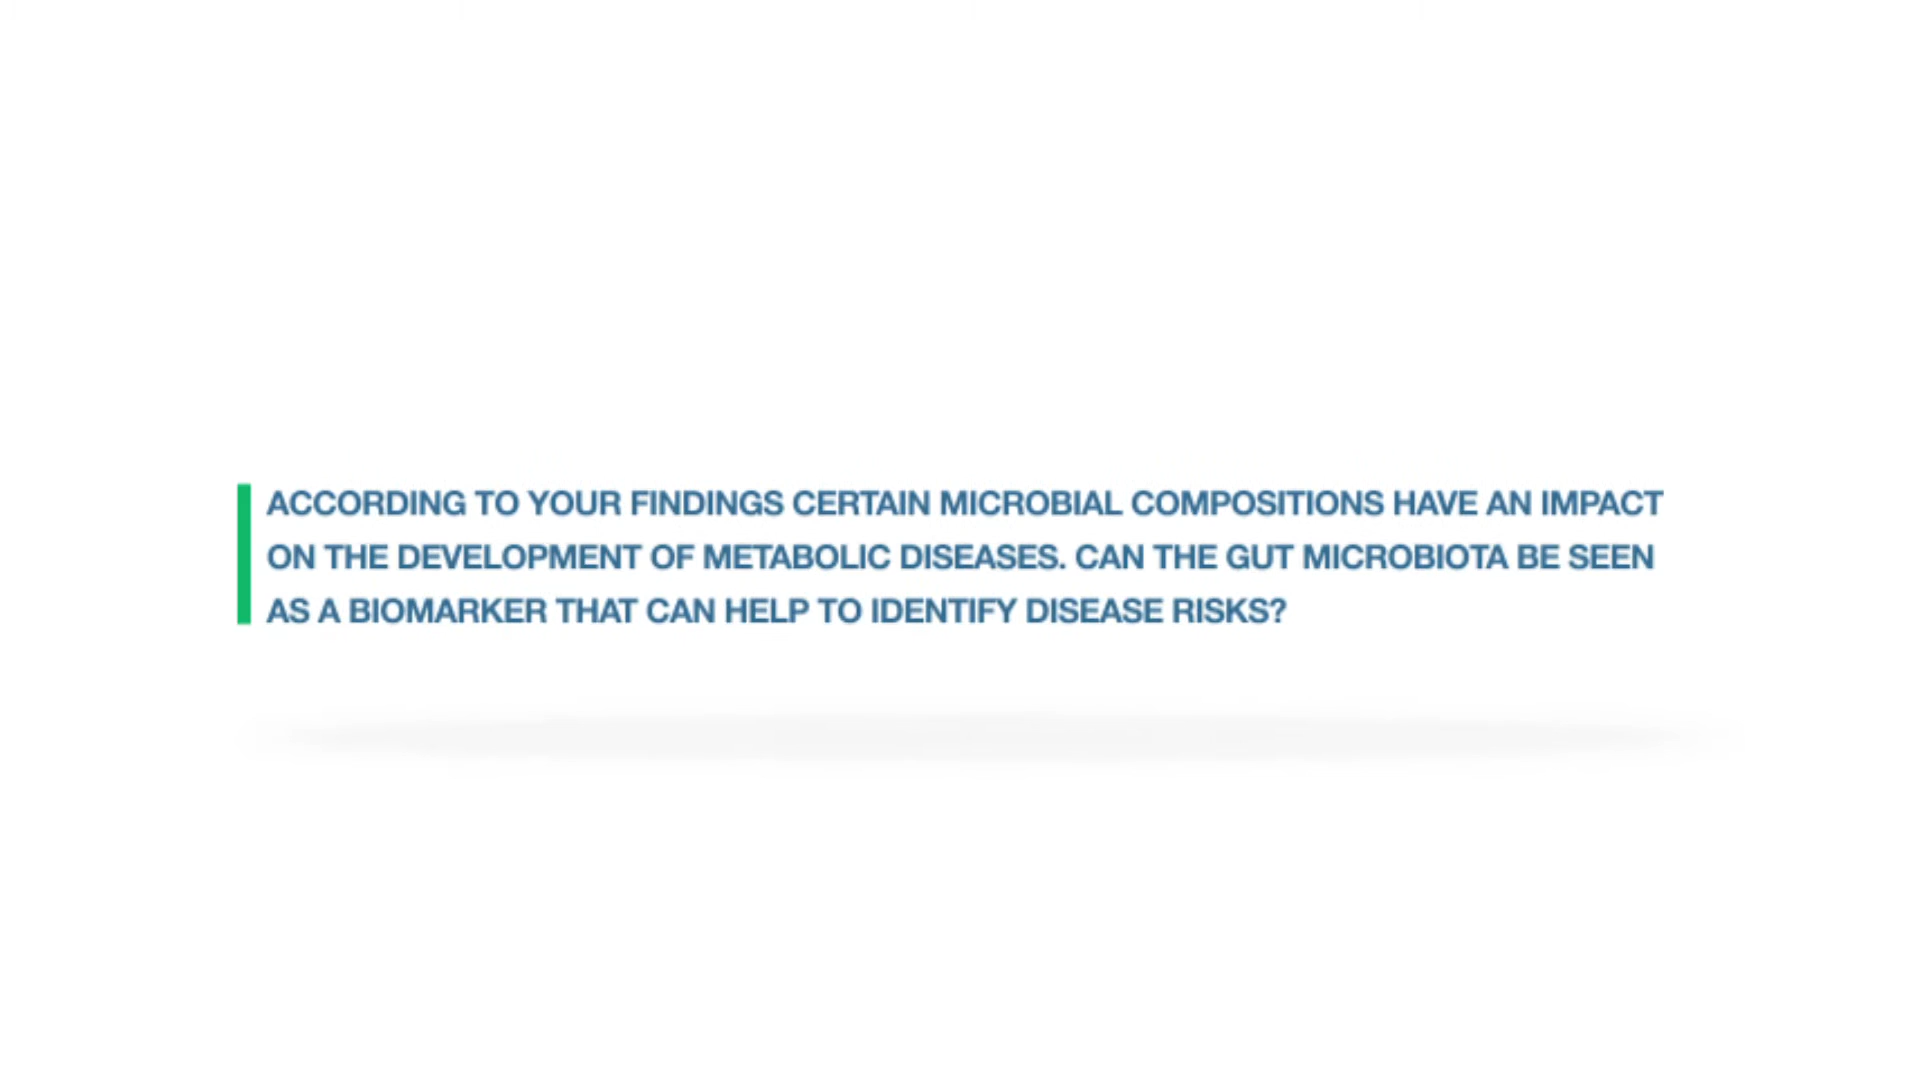 ACCORDING TO YOUR FINDINGS CERTAIN MICROBIAL COMPOSITIONS HAVE AN IMPACT
ON THE DEVELOPMENT OF METABOLIC DISEASES. CAN THE GUT MICROBIOTA BE SEEN
AS A BIOMARKER THAT CAN HELP TO IDENTIFY DISEASE RISKS?